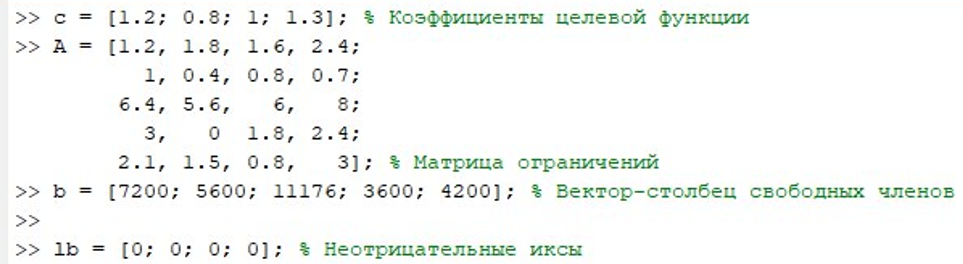 >> c = [1.2; 0.8; 1; 1.3]; % Коэффициенты целевой функции
>> A = [1.2, 1.8, 1.6, 2.4;
1, 0.4, 0.8, 0.7;
6.4, 5.6, 6, 8;
3, 0 1.8, 2.4;
2.1, 1.5, 0.8, 3]; % Матрица ограничений
>> b = [7200; 5600; 11176; 3600; 4200]; % Вектор-столбец свободных членов
>>
>> lb = [0; 0; 0; 0]; % Неотрицательные иксы